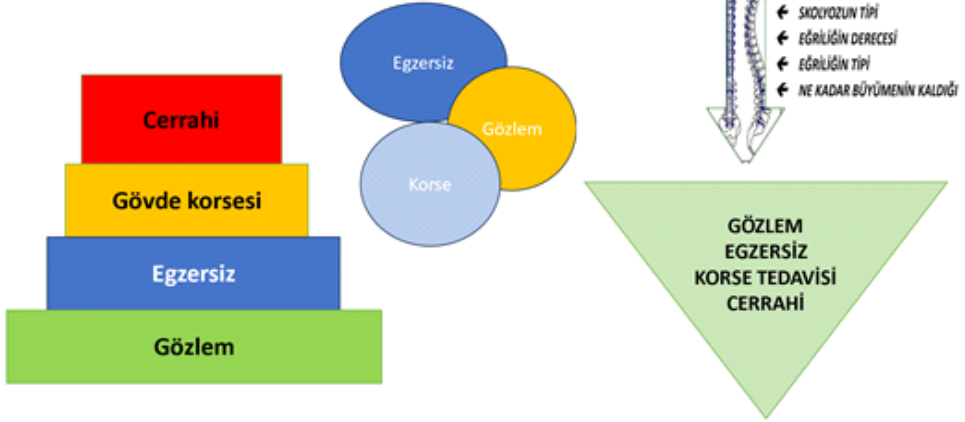 Cerrahi
Gövde korsesi
Egzersiz
Gözlem
Egzersiz
Gözlem
Korse
SKOLYOZUN TİPİ
EĞRİLİĞİN DERECESİ
EĞRİLİĞİN TİPİ
NE KADAR BÜYÜMENİN KALDIĞI
GÖZLEM
EGZERSİZ
KORSE TEDAVİSİ
CERRAHİ